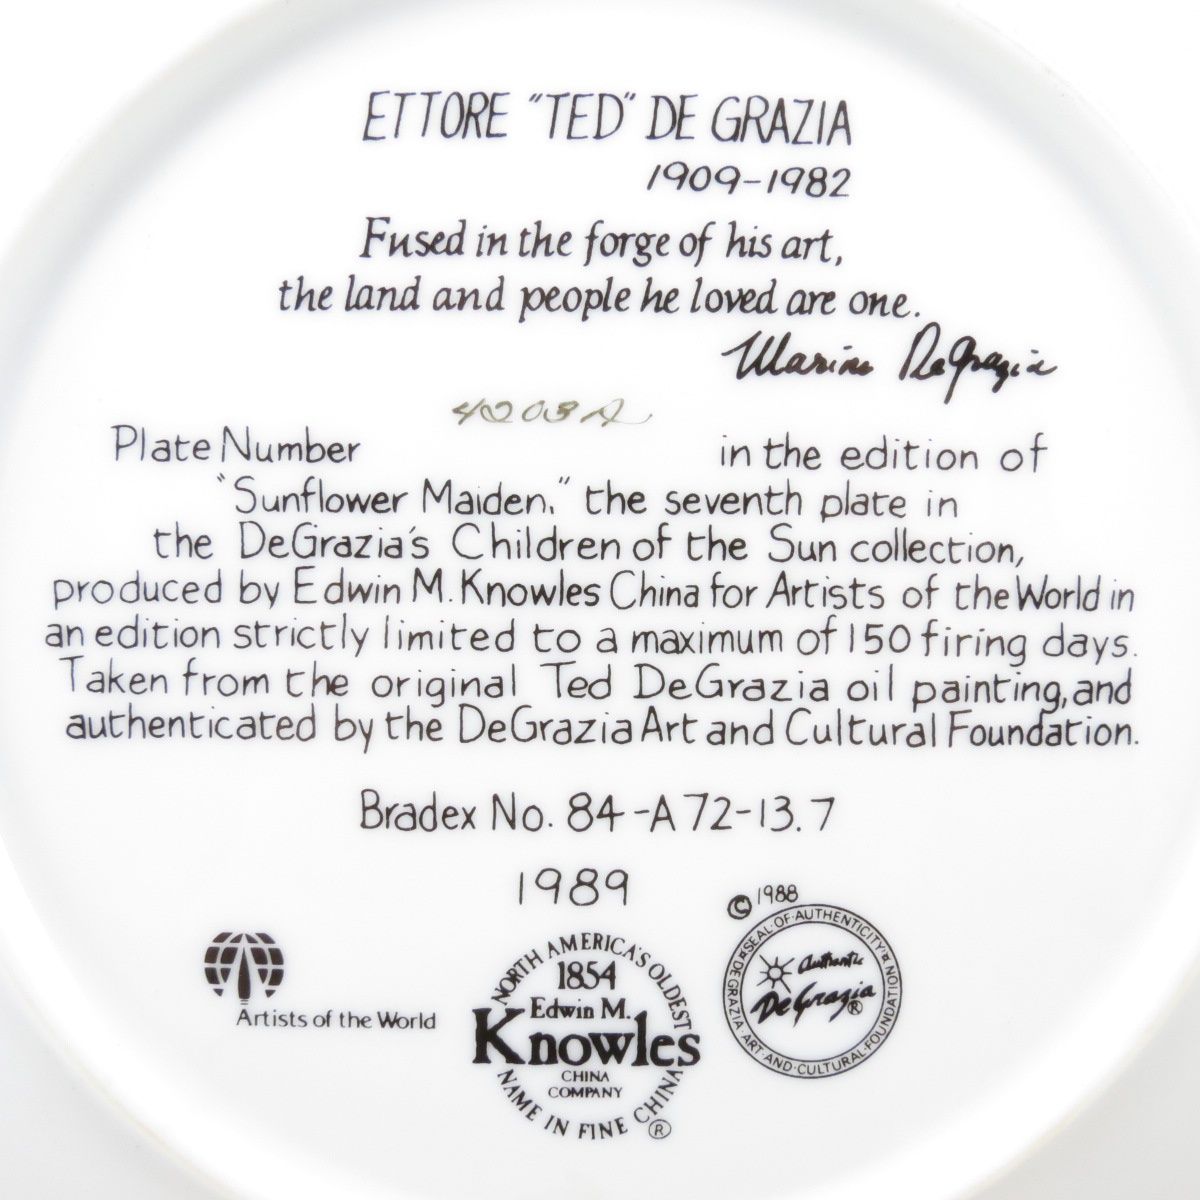 ETTORE "TED" DE GRAZIA
1909-1982
Fused in the forge of his art,
the land and people he loved are one.
Marion DeGrazia
4203A
Plate Number in the edition of
"Sunflower Maiden," the seventh plate in
the DeGrazia's Children of the Sun collection,
produced by Edwin M. Knowles China for Artists of the World in
an edition strictly limited to a maximum of 150 firing days.
Taken from the original Ted DeGrazia oil painting, and
authenticated by the DeGrazia Art and Cultural Foundation.
Bradex No. 84-A72-13.7
1989
Artists of the World
NORTH AMERICA'S OLDEST
1854
Edwin M.
Knowles
CHINA
COMPANY
NAME IN FINE CHINA
®
© 1988
SEAL·OF·AUTHENTICITY
Authentic
DeGrazia®
DEGRAZIA ART·AND·CULTURAL·FOUNDATION